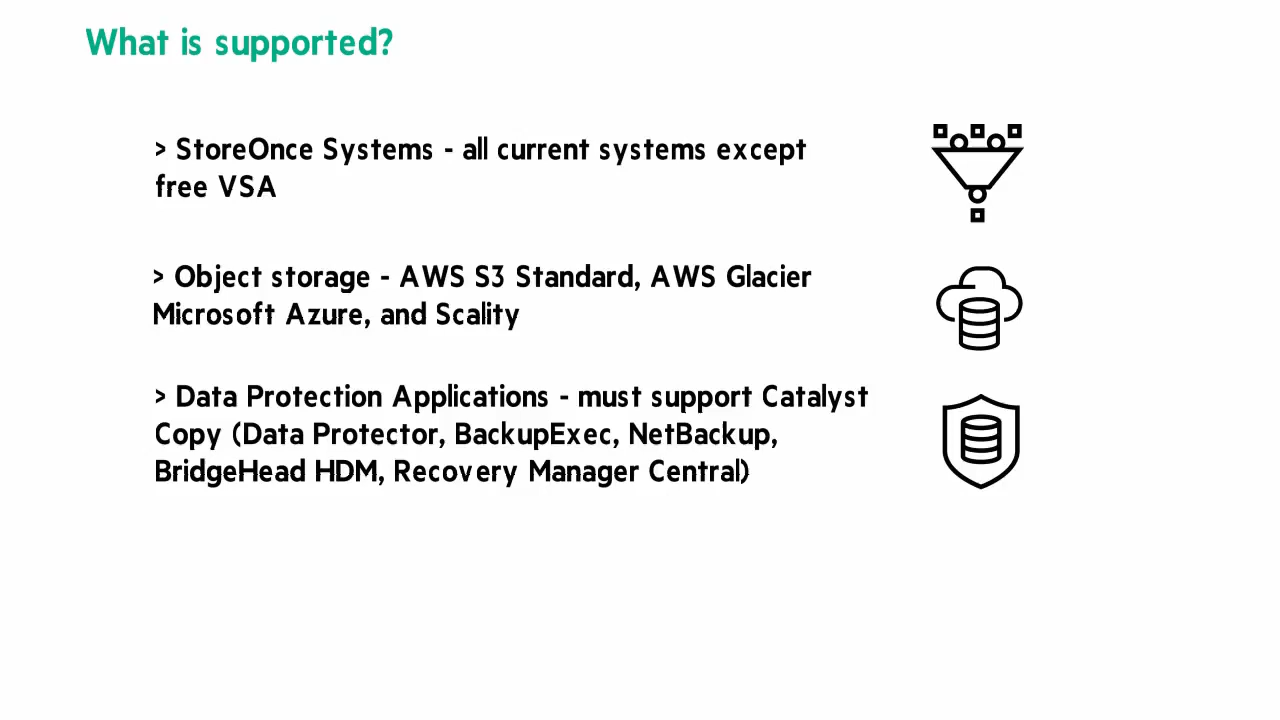 What is supported?
> StoreOnce Systems - all current systems except
free VSA
> Object storage - AWS S3 Standard, AWS Glacier
Microsoft Azure, and Scality
> Data Protection Applications - must support Catalyst
Copy (Data Protector, BackupExec, NetBackup,
BridgeHead HDM, Recovery Manager Central)